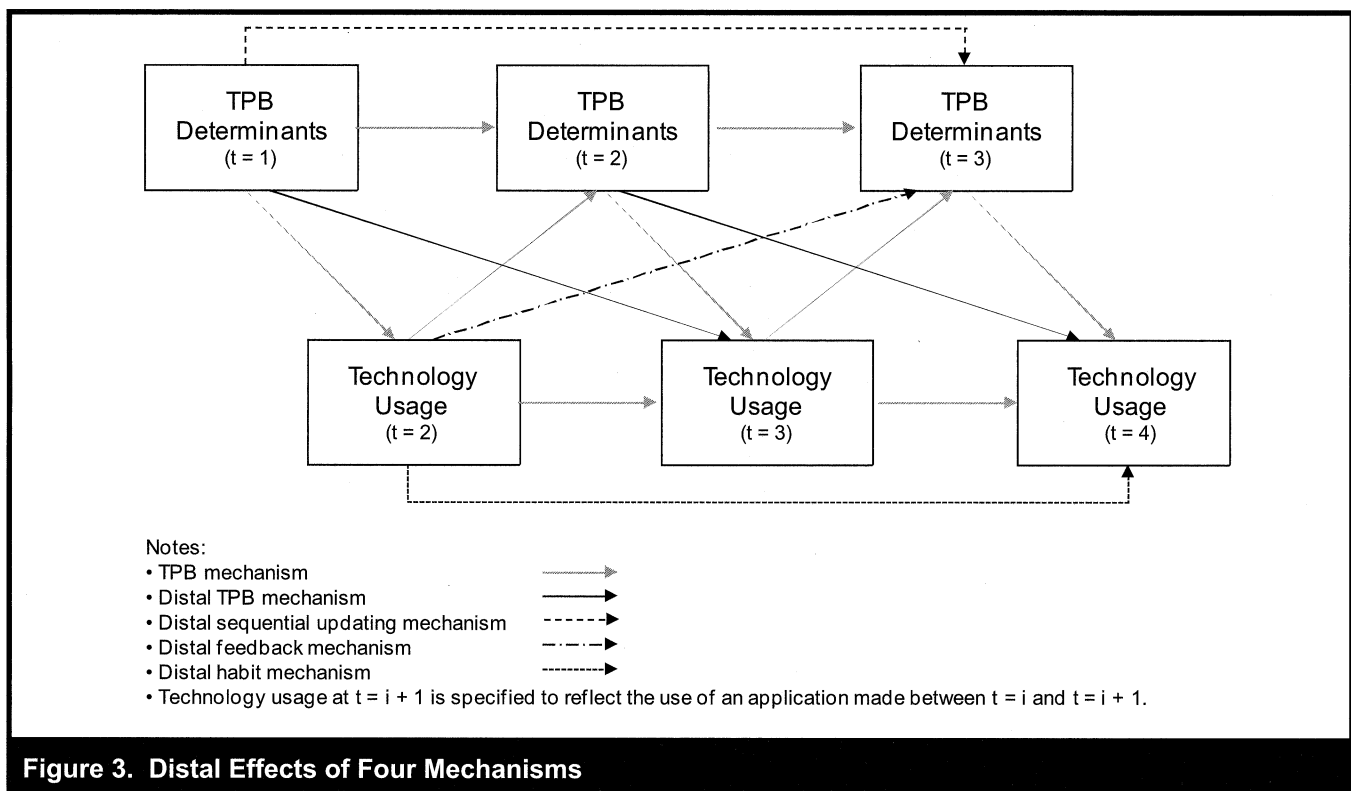 TPB
Determinants
(t = 1)
TPB
Determinants
(t = 2)
TPB
Determinants
(t = 3)
Technology
Usage
(t = 2)
Technology
Usage
(t = 3)
Technology
Usage
(t = 4)
Notes:
• TPB mechanism
• Distal TPB mechanism
• Distal sequential updating mechanism
• Distal feedback mechanism
• Distal habit mechanism
• Technology usage at t = i + 1 is specified to reflect the use of an application made between t = i and t = i + 1.
Figure 3. Distal Effects of Four Mechanisms